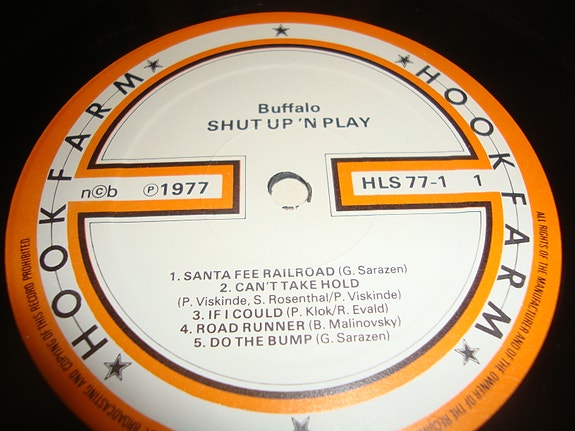 HOOKFARM
HOOKFARM
Buffalo
SHUT UP 'N PLAY
n©b ℗1977
HLS 77-1 1
1. SANTA FEE RAILROAD (G. Sarazen)
2. CAN'T TAKE HOLD
(P. Viskinde, S. Rosenthal/P. Viskinde)
3. IF I COULD (P. Klok/R. Evald)
4. ROAD RUNNER (B. Malinovsky)
5. DO THE BUMP (G. Sarazen)
ALL RIGHTS OF THE MANUFACTURER AND OF THE OWNER OF THE RECORDED
BROADCASTING AND COPYING OF THIS RECORD PROHIBITED